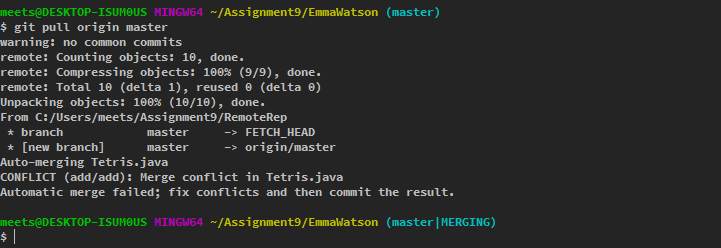 meets@DESKTOP-ISUM0US MINGW64 ~/Assignment9/EmmaWatson (master)
$ git pull origin master
warning: no common commits
remote: Counting objects: 10, done.
remote: Compressing objects: 100% (9/9), done.
remote: Total 10 (delta 1), reused 0 (delta 0)
Unpacking objects: 100% (10/10), done.
From C:/Users/meets/Assignment9/RemoteRep
 * branch            master     -> FETCH_HEAD
 * [new branch]      master     -> origin/master
Auto-merging Tetris.java
CONFLICT (add/add): Merge conflict in Tetris.java
Automatic merge failed; fix conflicts and then commit the result.
meets@DESKTOP-ISUM0US MINGW64 ~/Assignment9/EmmaWatson (master|MERGING)
$